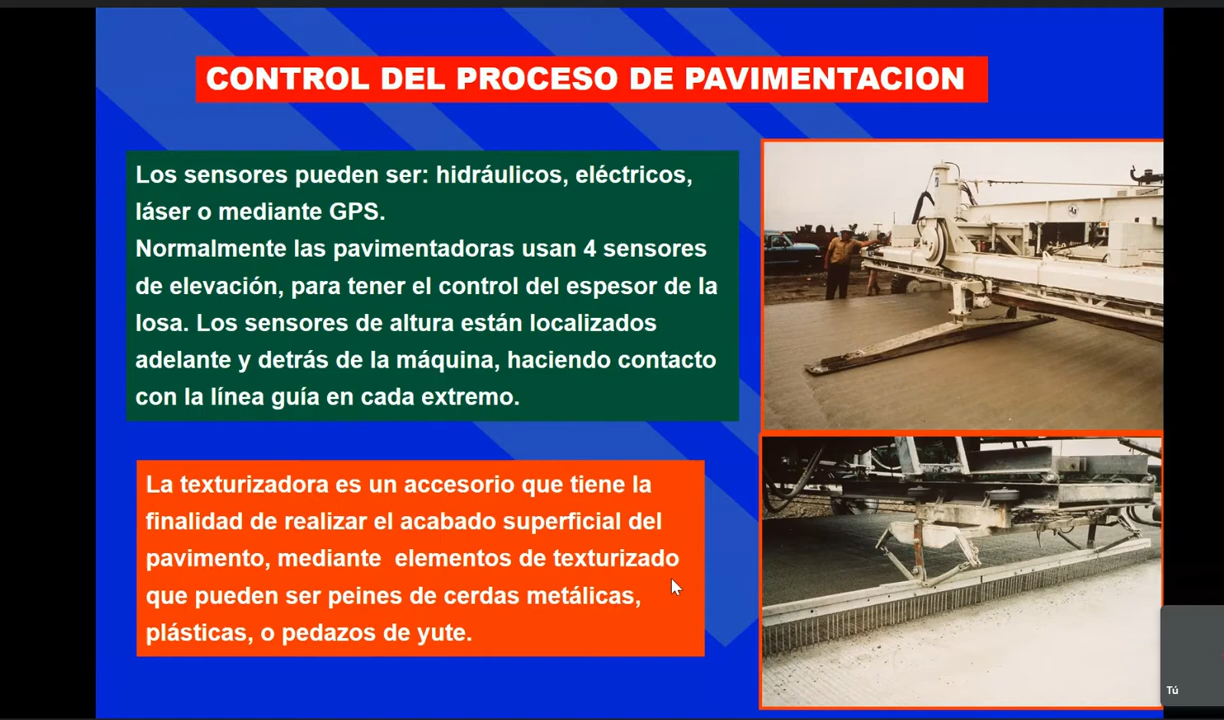 CONTROL DEL PROCESO DE PAVIMENTACION
Los sensores pueden ser: hidráulicos, eléctricos,
láser o mediante GPS.
Normalmente las pavimentadoras usan 4 sensores
de elevación, para tener el control del espesor de la
losa. Los sensores de altura están localizados
adelante y detrás de la máquina, haciendo contacto
con la línea guía en cada extremo.
La texturizadora es un accesorio que tiene la
finalidad de realizar el acabado superficial del
pavimento, mediante elementos de texturizado
que pueden ser peines de cerdas metálicas,
plásticas, o pedazos de yute.
Tú